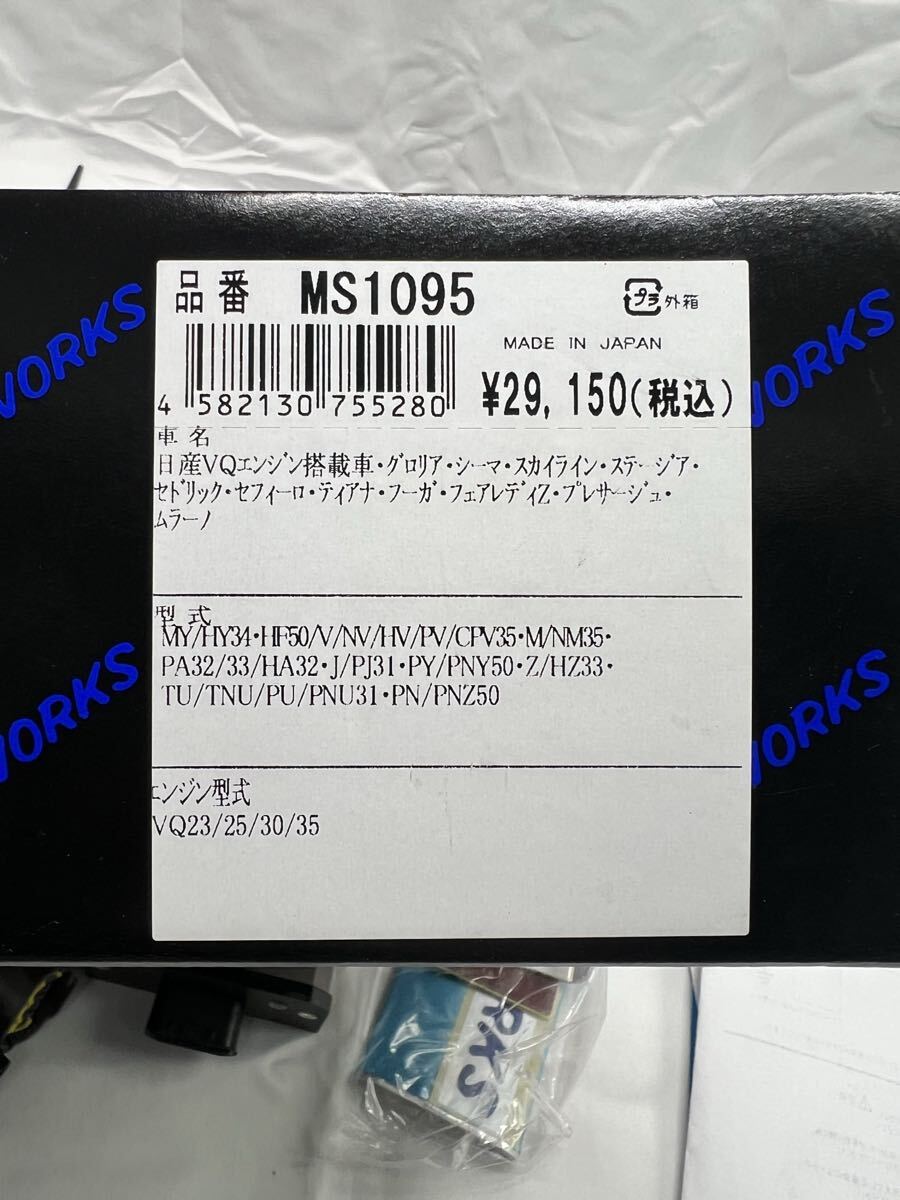 品番 MS1095
プラ 外箱
MADE IN JAPAN
4 582130 755280
¥29,150(税込)
車名
日産VQエンジン搭載車・グロリア・シーマ・スカイライン・ステージア・
セドリック・セフィーロ・ティアナ・フーガ・フェアレディZ・プレサージュ・
ムラーノ
型式
MY/HY34・HF50/V/NV/HV/PV/CPV35・M/NM35・
PA32/33/HA32・J/PJ31・PY/PNY50・Z/HZ33・
TU/TNU/PU/PNU31・PN/PNZ50
エンジン型式
VQ23/25/30/35
WORKS
WORKS
WORKS
WORKS
RKS